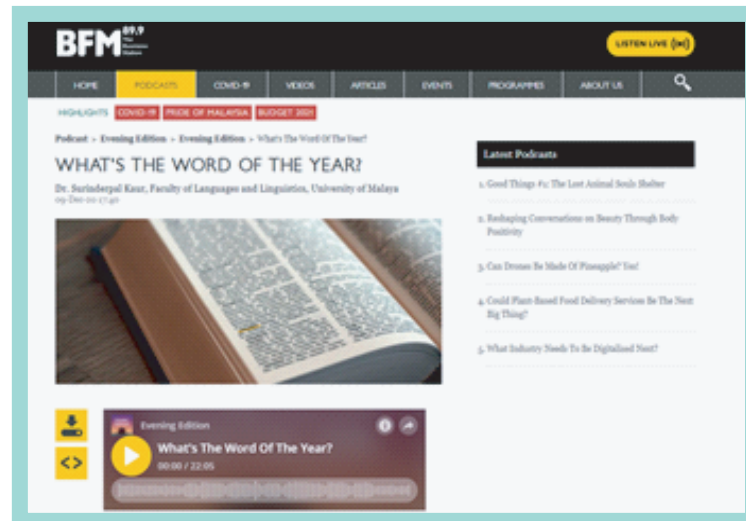 BFM 89.9
The
Business
Station
LISTEN LIVE
HOME PODCASTS COVID-19 VIDEOS ARTICLES EVENTS PROGRAMMES ABOUT US
HIGHLIGHTS COVID-19 PRIDE OF MALAYSIA BUDGET 2021
Podcast > Evening Edition > Evening Edition > What's The Word Of The Year?
WHAT'S THE WORD OF THE YEAR?
Dr. Surinderpal Kaur, Faculty of Languages and Linguistics, University of Malaya
09-Dec-20 17:40
Latest Podcasts
1. Good Things #1: The Lost Animal Souls Shelter
2. Reshaping Conversations on Beauty Through Body
Positivity
3. Can Drones Be Made Of Pineapple? Yes!
4. Could Plant-Based Food Delivery Services Be The Next
Big Thing?
5. What Industry Needs To Be Digitalised Next?
Evening Edition
What's The Word Of The Year?
00:00 / 22:05